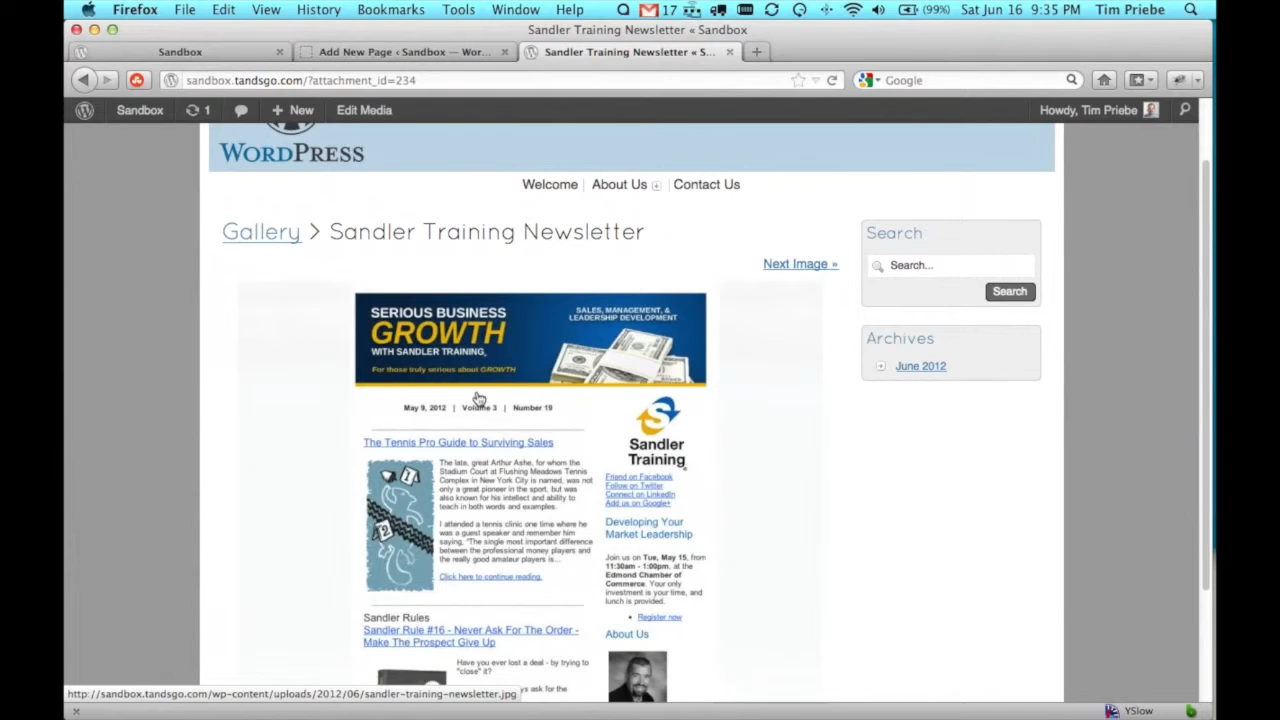 Firefox File Edit View History Bookmarks Tools Window Help 17 (99%) Sat Jun 16 9:35 PM Tim Priebe
Sandler Training Newsletter « Sandbox
Sandbox Add New Page ‹ Sandbox — Wor... Sandler Training Newsletter « S...
sandbox.tandsgo.com/?attachment_id=234 Google
Sandbox 1 New Edit Media Howdy, Tim Priebe
WORDPRESS
Welcome About Us Contact Us
Gallery > Sandler Training Newsletter
Next Image »
Search
Search...
Search
Archives
June 2012
SERIOUS BUSINESS
GROWTH
WITH SANDLER TRAINING,
For those truly serious about GROWTH
SALES, MANAGEMENT, &
LEADERSHIP DEVELOPMENT
May 9, 2012 | Volume 3 | Number 19
The Tennis Pro Guide to Surviving Sales
1
2
The late, great Arthur Ashe, for whom the
Stadium Court at Flushing Meadows Tennis
Complex in New York City is named, was not
only a great pioneer in the sport, but was
also known for his intellect and ability to
teach in both words and examples.
I attended a tennis clinic one time where he
was a guest speaker and remember him
saying, "The single most important difference
between the professional money players and
the really good amateur players is...
Click here to continue reading.
Sandler Rules
Sandler Rule #16 - Never Ask For The Order -
Make The Prospect Give Up
Have you ever lost a deal - by trying to
"close" it?
ys ask for the
Sandler
Training
Friend on Facebook
Follow on Twitter
Connect on LinkedIn
Add us on Google+
Developing Your
Market Leadership
Join us on Tue, May 15, from
11:30am - 1:00pm, at the
Edmond Chamber of
Commerce. Your only
investment is your time, and
lunch is provided.
• Register now
About Us
http://sandbox.tandsgo.com/wp-content/uploads/2012/06/sandler-training-newsletter.jpg
YSlow